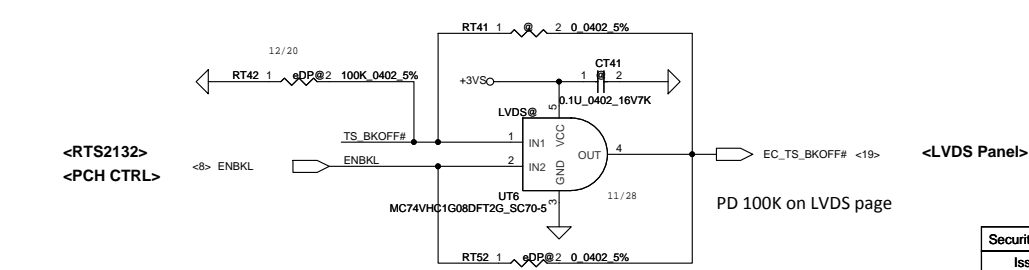 RT41 1 @ 2 0_0402_5%
12/20
CT41
RT42 1 eDP@2 100K_0402_5%
+3VS
1 @ 2
0.1U_0402_16V7K
LVDS@
5
TS_BKOFF#
1
IN1
VCC
<RTS2132>
<8> ENBKL
ENBKL
2
IN2
GND
OUT
4
EC_TS_BKOFF# <19>
<LVDS Panel>
<PCH CTRL>
UT6
3
11/28
MC74VHC1G08DFT2G_SC70-5
PD 100K on LVDS page
Securit
Iss
RT52 1 eDP@2 0_0402_5%